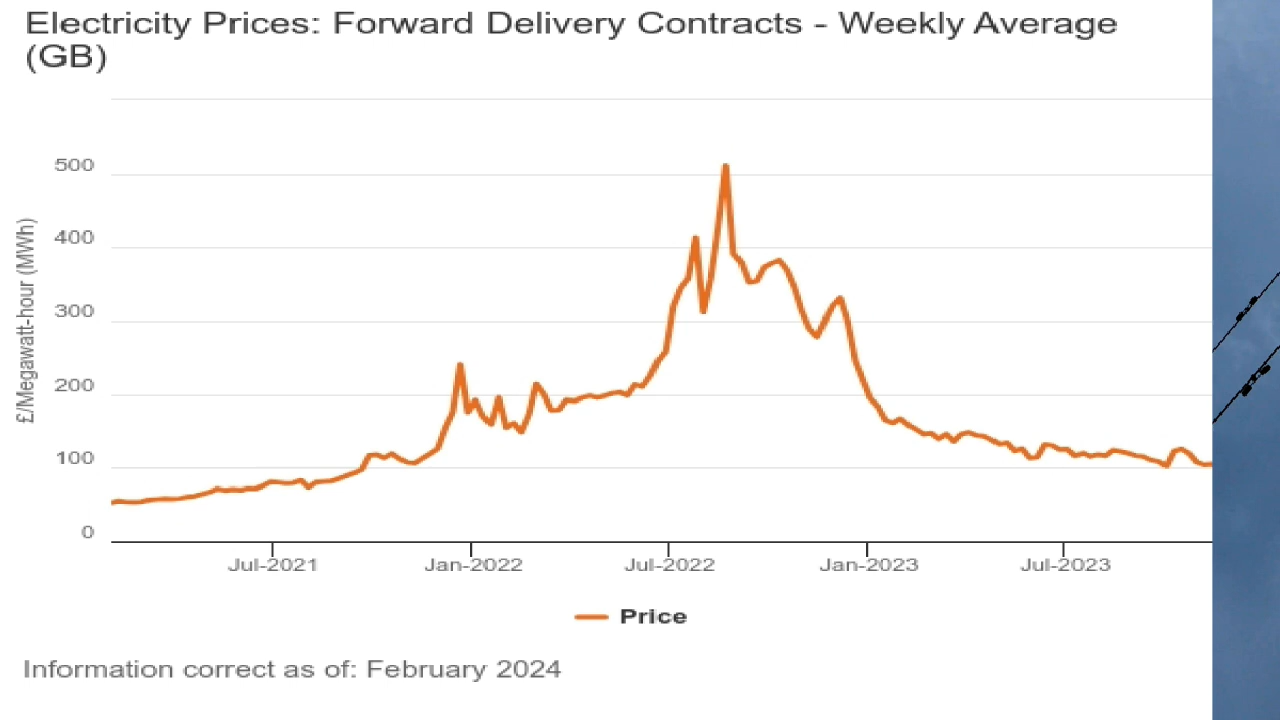 Electricity Prices: Forward Delivery Contracts - Weekly Average
(GB)
£/Megawatt-hour (MWh)
500
400
300
200
100
0
Jul-2021 Jan-2022 Jul-2022 Jan-2023 Jul-2023
Price
Information correct as of: February 2024